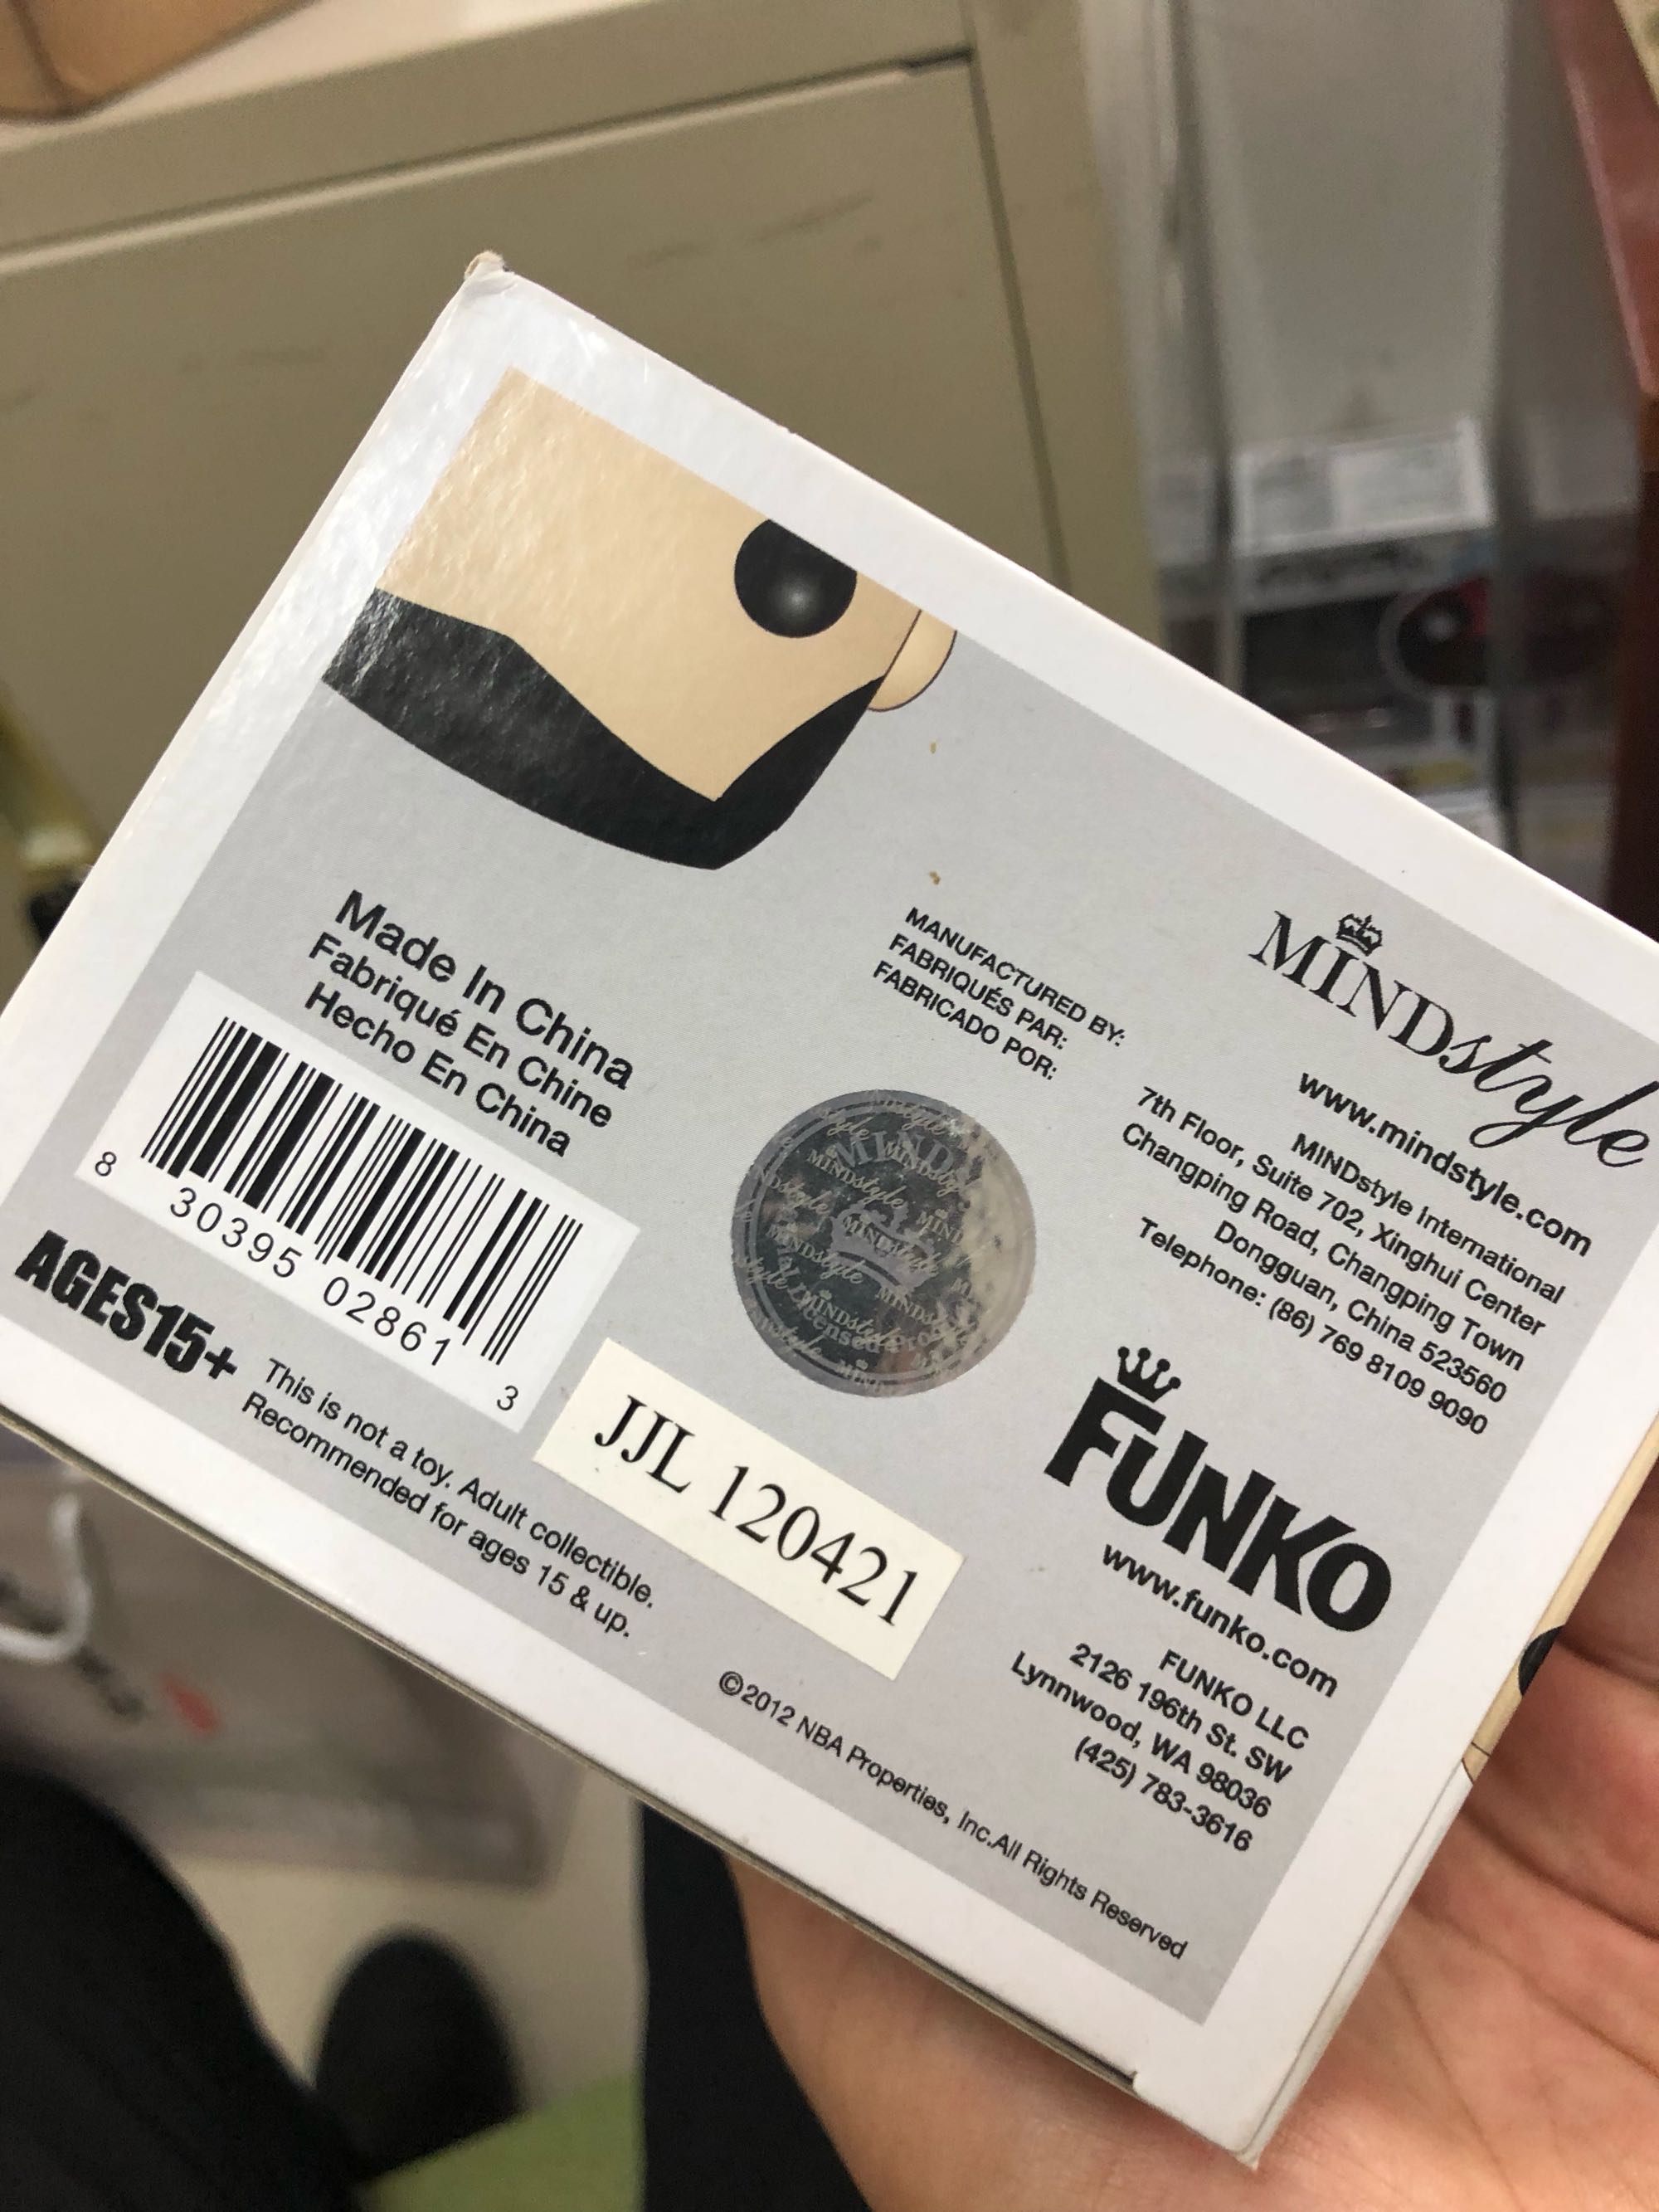 Made In China
Fabriqué En Chine
Hecho En China
8 30395 02861 3
AGES15+
This is not a toy. Adult collectible.
Recommended for ages 15 & up.
JJL 120421
MANUFACTURED BY:
FABRIQUÉS PAR:
FABRICADO POR:
MINDstyle
www.mindstyle.com
MINDstyle International
7th Floor, Suite 702, Xinghui Center
Changping Road, Changping Town
Dongguan, China 523560
Telephone: (86) 769 8109 9090
FUNKO
www.funko.com
FUNKO LLC
2126 196th St. SW
Lynnwood, WA 98036
(425) 783-3616
©2012 NBA Properties, Inc.All Rights Reserved
MINDstyle